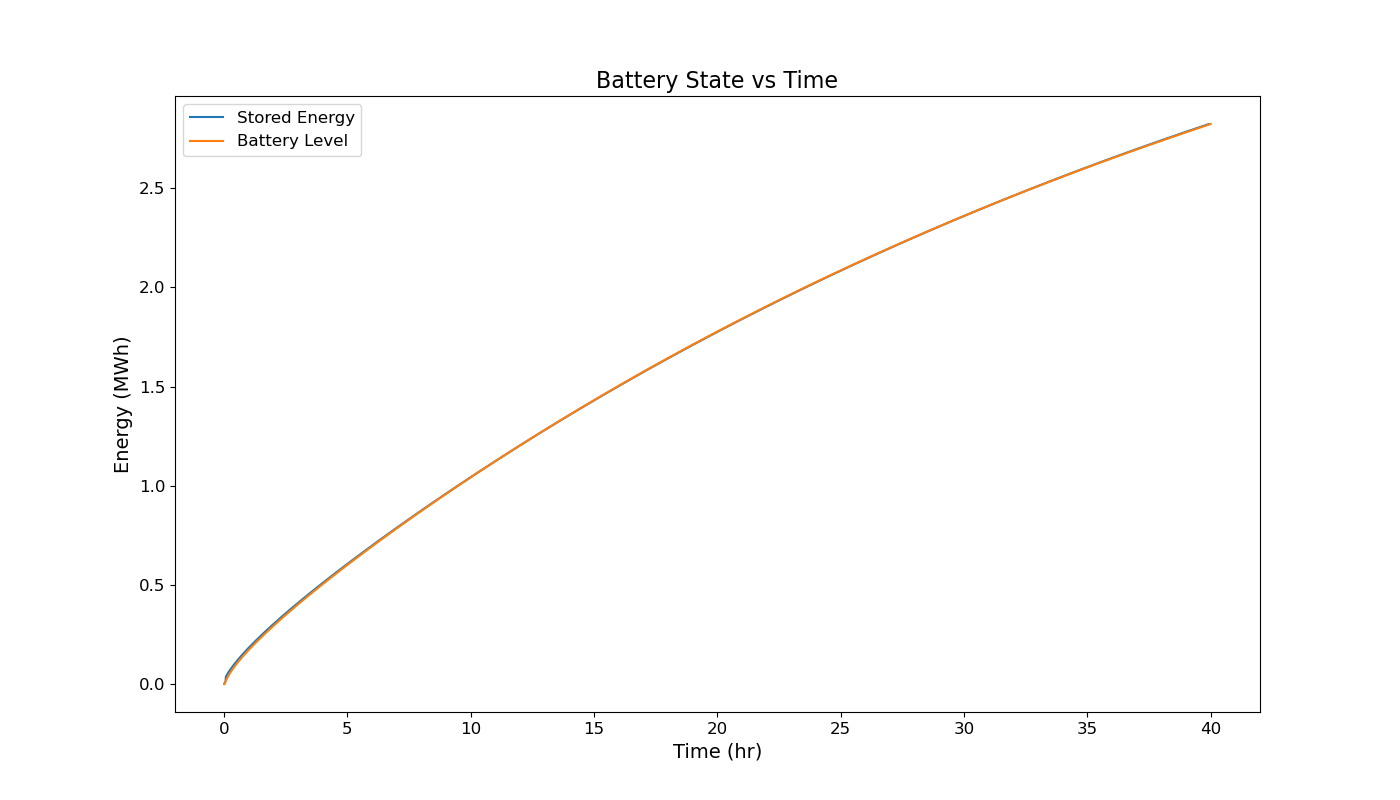 Battery State vs Time
Stored Energy
Battery Level
Energy (MWh)
2.5
2.0
1.5
1.0
0.5
0.0
0 5 10 15 20 25 30 35 40
Time (hr)